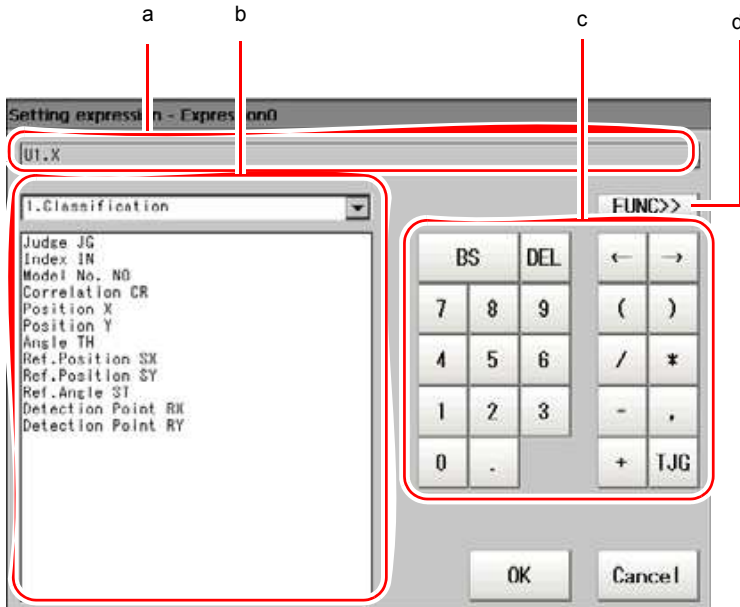 a b c d
Setting expression - Expression0
U1.X
1.Classification
FUNC>>
Judge JG
Index IN
Model No. NO
Correlation CR
Position X
Position Y
Angle TH
Ref.Position SX
Ref.Position SY
Ref.Angle ST
Detection Point RX
Detection Point RY
BS DEL ← →
7 8 9 ( )
4 5 6 / *
1 2 3 - ,
0 . + TJG
OK Cancel